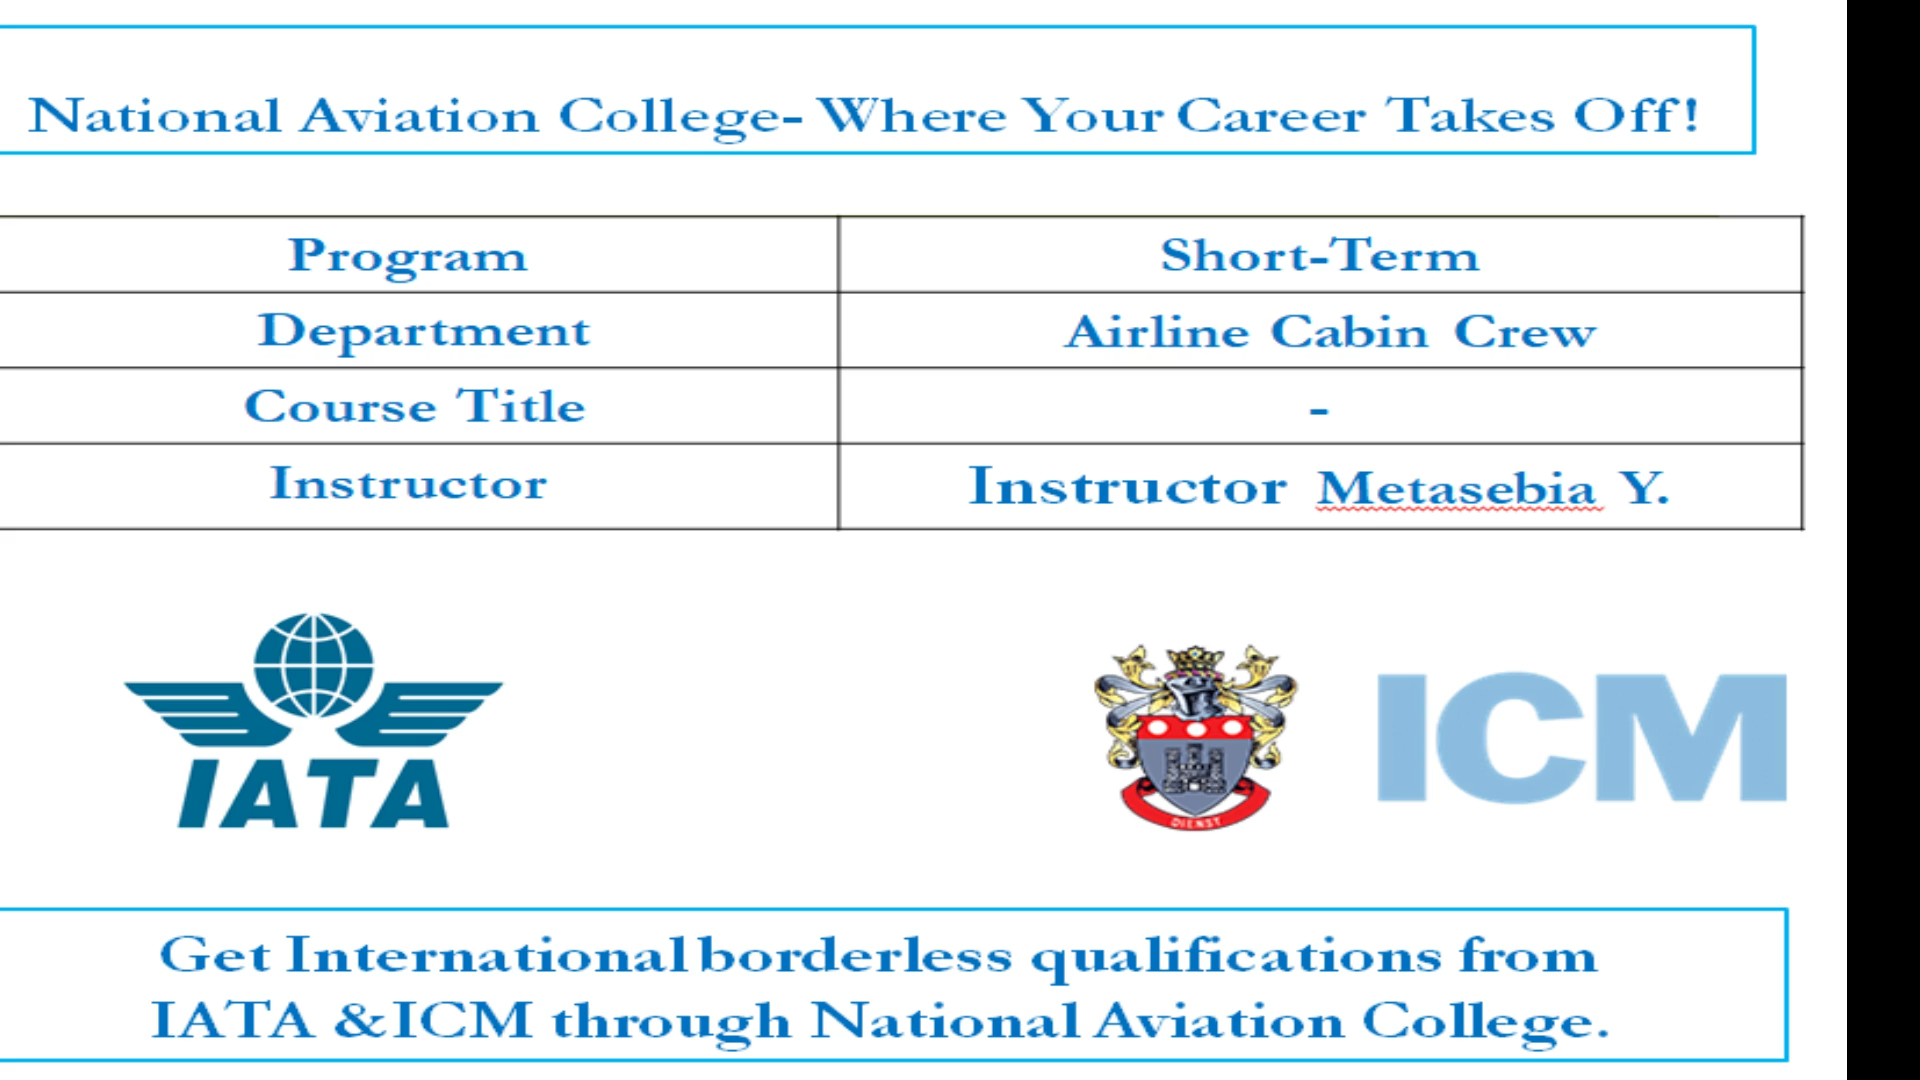 National Aviation College- Where Your Career Takes Off!
Program Short-Term
Department Airline Cabin Crew
Course Title -
Instructor Instructor Metasebia Y.
IATA
DIENST
ICM
Get International borderless qualifications from
IATA & ICM through National Aviation College.